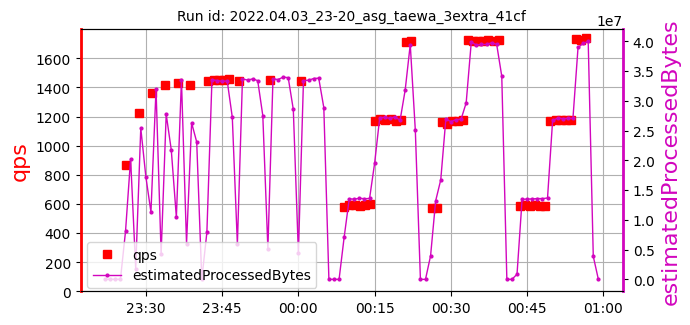 Run id: 2022.04.03_23-20_asg_taewa_3extra_41cf
1e7
1600
1400
1200
1000
800
600
400
200
0
qps
4.0
3.5
3.0
2.5
2.0
1.5
1.0
0.5
0.0
estimatedProcessedBytes
qps
estimatedProcessedBytes
23:30 23:45 00:00 00:15 00:30 00:45 01:00